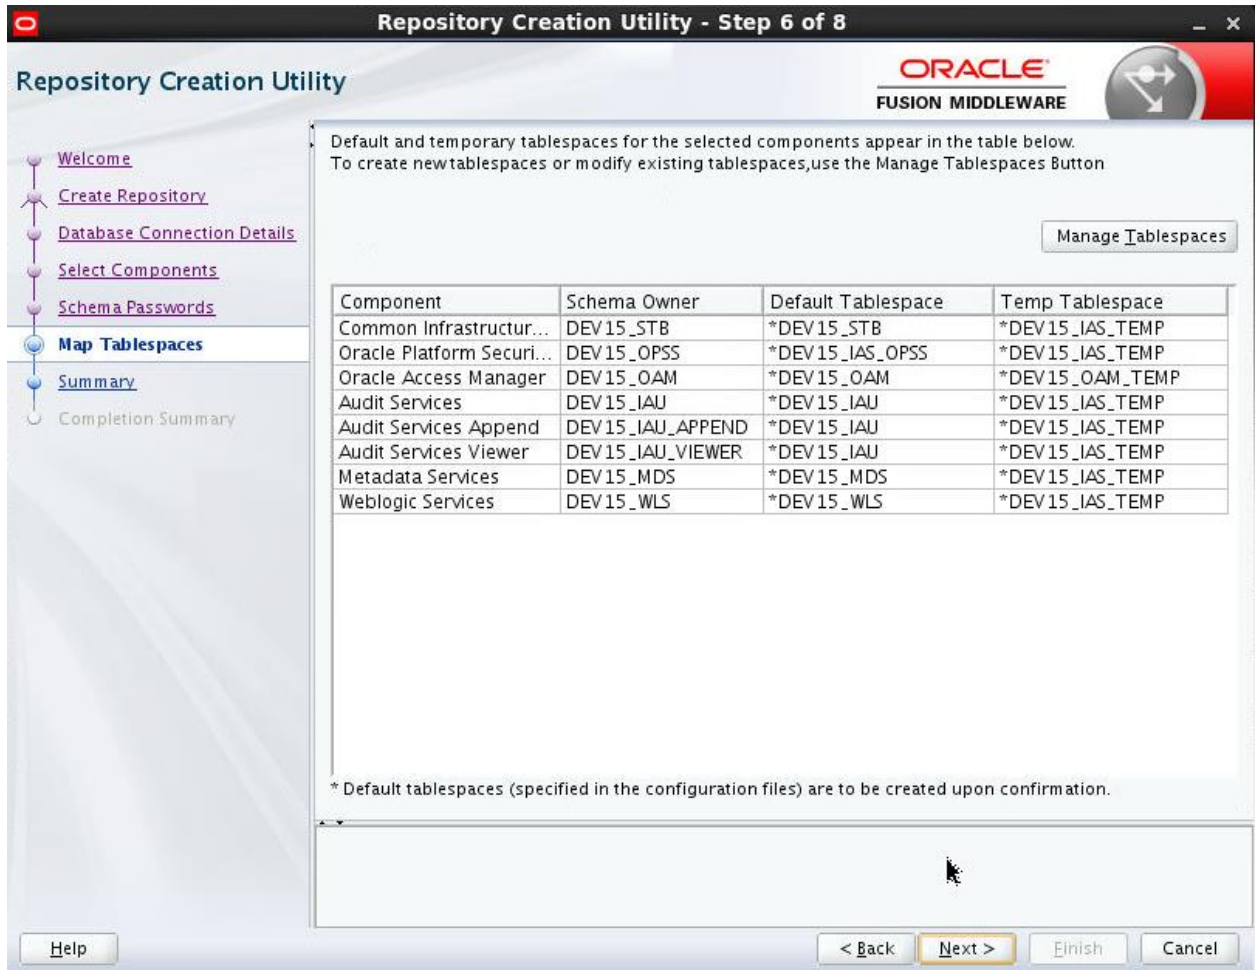 Repository Creation Utility - Step 6 of 8
Repository Creation Utility
ORACLE
FUSION MIDDLEWARE
Welcome
Create Repository
Database Connection Details
Select Components
Schema Passwords
Map Tablespaces
Summary
Completion Summary
Default and temporary tablespaces for the selected components appear in the table below.
To create new tablespaces or modify existing tablespaces,use the Manage Tablespaces Button
Manage Tablespaces
Component Schema Owner Default Tablespace Temp Tablespace
Common Infrastructur... DEV15_STB *DEV15_STB *DEV15_IAS_TEMP
Oracle Platform Securi... DEV15_OPSS *DEV15_IAS_OPSS *DEV15_IAS_TEMP
Oracle Access Manager DEV15_OAM *DEV15_OAM *DEV15_OAM_TEMP
Audit Services DEV15_IAU *DEV15_IAU *DEV15_IAS_TEMP
Audit Services Append DEV15_IAU_APPEND *DEV15_IAU *DEV15_IAS_TEMP
Audit Services Viewer DEV15_IAU_VIEWER *DEV15_IAU *DEV15_IAS_TEMP
Metadata Services DEV15_MDS *DEV15_MDS *DEV15_IAS_TEMP
Weblogic Services DEV15_WLS *DEV15_WLS *DEV15_IAS_TEMP
* Default tablespaces (specified in the configuration files) are to be created upon confirmation.
Help < Back Next > Finish Cancel